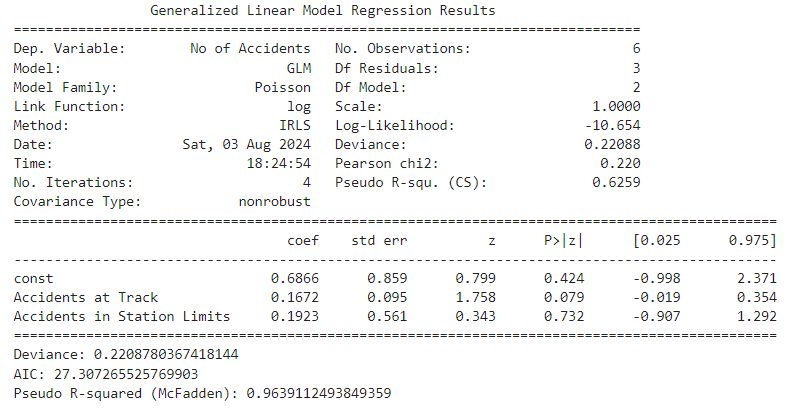 Generalized Linear Model Regression Results
==============================================================================
Dep. Variable: No of Accidents No. Observations: 6
Model: GLM Df Residuals: 3
Model Family: Poisson Df Model: 2
Link Function: log Scale: 1.0000
Method: IRLS Log-Likelihood: -10.654
Date: Sat, 03 Aug 2024 Deviance: 0.22088
Time: 18:24:54 Pearson chi2: 0.220
No. Iterations: 4 Pseudo R-squ. (CS): 0.6259
Covariance Type: nonrobust
===============================================================================================
coef std err z P>|z| [0.025 0.975]
-----------------------------------------------------------------------------------------------
const 0.6866 0.859 0.799 0.424 -0.998 2.371
Accidents at Track 0.1672 0.095 1.758 0.079 -0.019 0.354
Accidents in Station Limits 0.1923 0.561 0.343 0.732 -0.907 1.292
===============================================================================================
Deviance: 0.2208780367418144
AIC: 27.307265525769903
Pseudo R-squared (McFadden): 0.9639112493849359